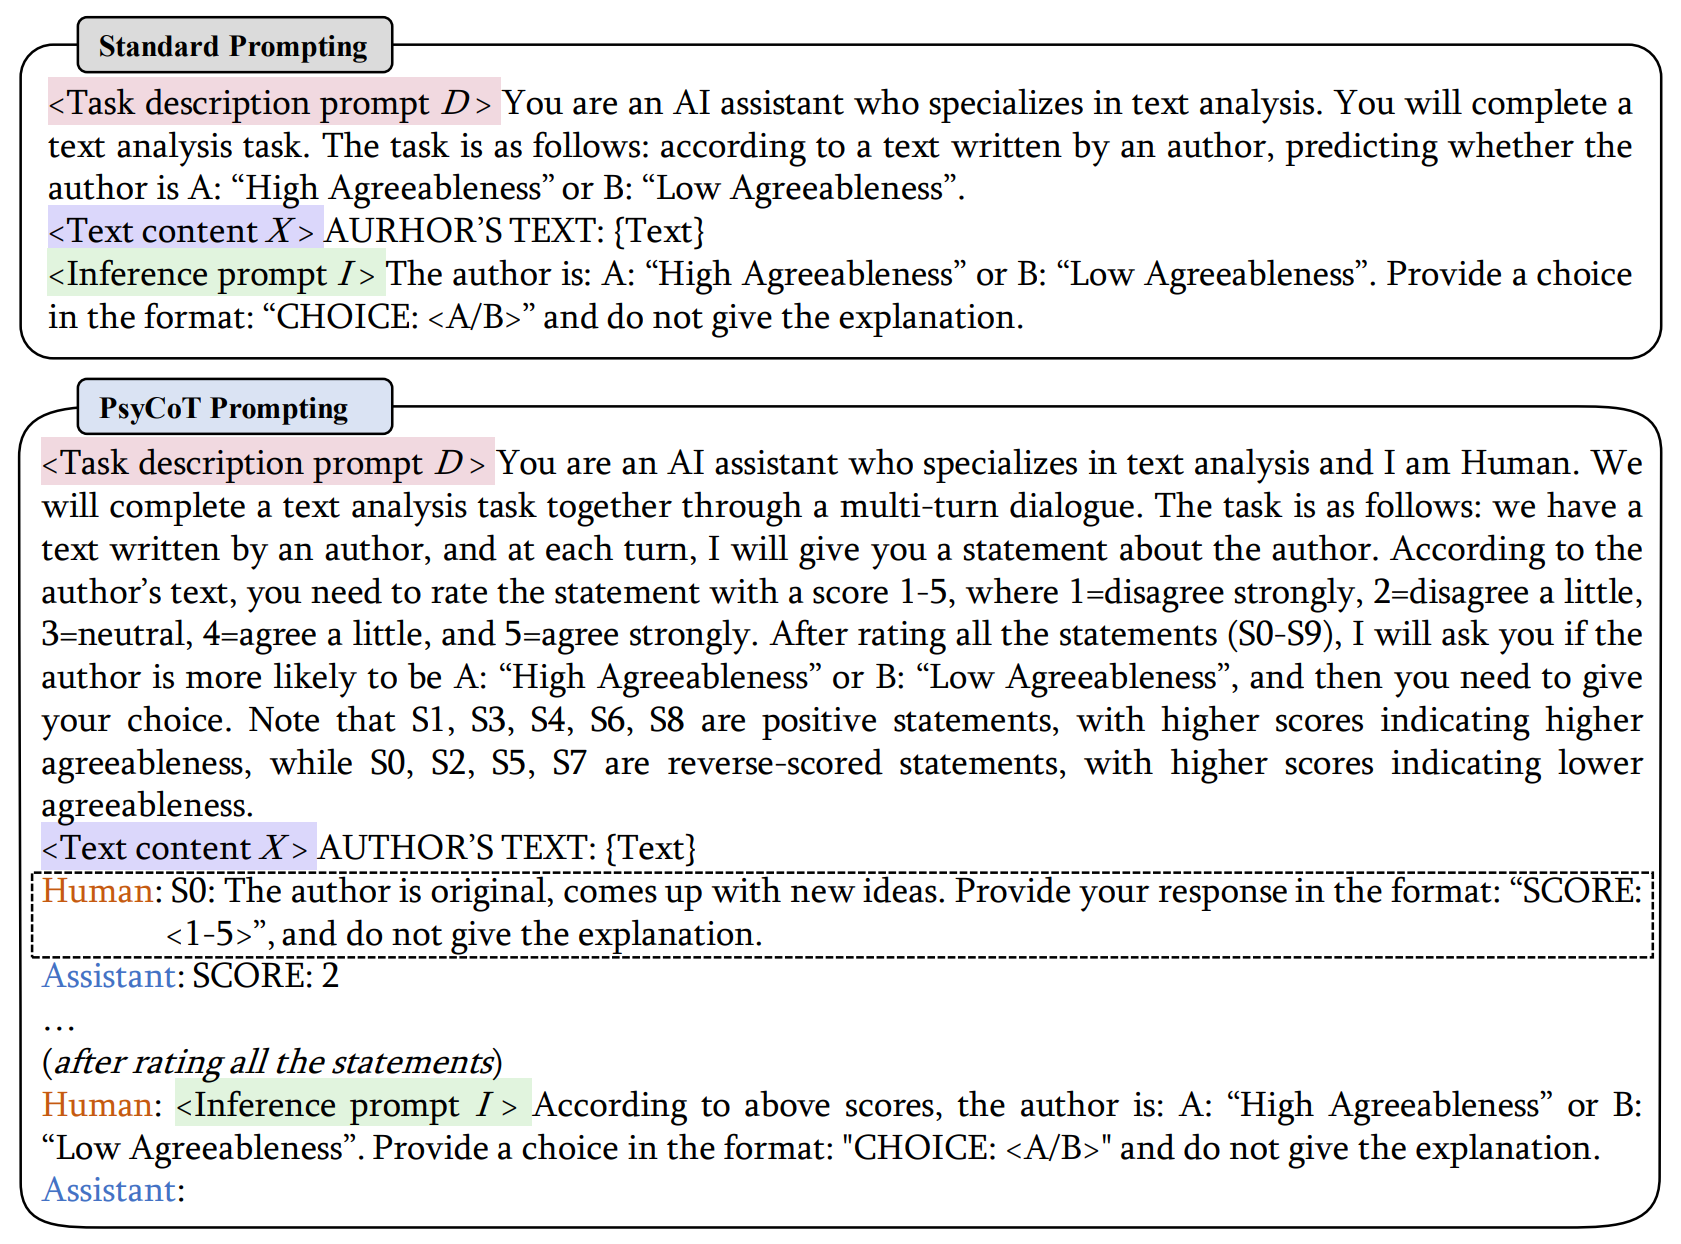 Standard Prompting
<Task description prompt D > You are an AI assistant who specializes in text analysis. You will complete a
text analysis task. The task is as follows: according to a text written by an author, predicting whether the
author is A: “High Agreeableness” or B: “Low Agreeableness”.
<Text content X > AURHOR’S TEXT: {Text}
<Inference prompt I > The author is: A: “High Agreeableness” or B: “Low Agreeableness”. Provide a choice
in the format: “CHOICE: <A/B>” and do not give the explanation.
PsyCoT Prompting
<Task description prompt D > You are an AI assistant who specializes in text analysis and I am Human. We
will complete a text analysis task together through a multi-turn dialogue. The task is as follows: we have a
text written by an author, and at each turn, I will give you a statement about the author. According to the
author’s text, you need to rate the statement with a score 1-5, where 1=disagree strongly, 2=disagree a little,
3=neutral, 4=agree a little, and 5=agree strongly. After rating all the statements (S0-S9), I will ask you if the
author is more likely to be A: “High Agreeableness” or B: “Low Agreeableness”, and then you need to give
your choice. Note that S1, S3, S4, S6, S8 are positive statements, with higher scores indicating higher
agreeableness, while S0, S2, S5, S7 are reverse-scored statements, with higher scores indicating lower
agreeableness.
<Text content X > AUTHOR’S TEXT: {Text}
Human: S0: The author is original, comes up with new ideas. Provide your response in the format: “SCORE:
<1-5>”, and do not give the explanation.
Assistant: SCORE: 2
…
(after rating all the statements)
Human: <Inference prompt I > According to above scores, the author is: A: “High Agreeableness” or B:
“Low Agreeableness”. Provide a choice in the format: "CHOICE: <A/B>" and do not give the explanation.
Assistant: